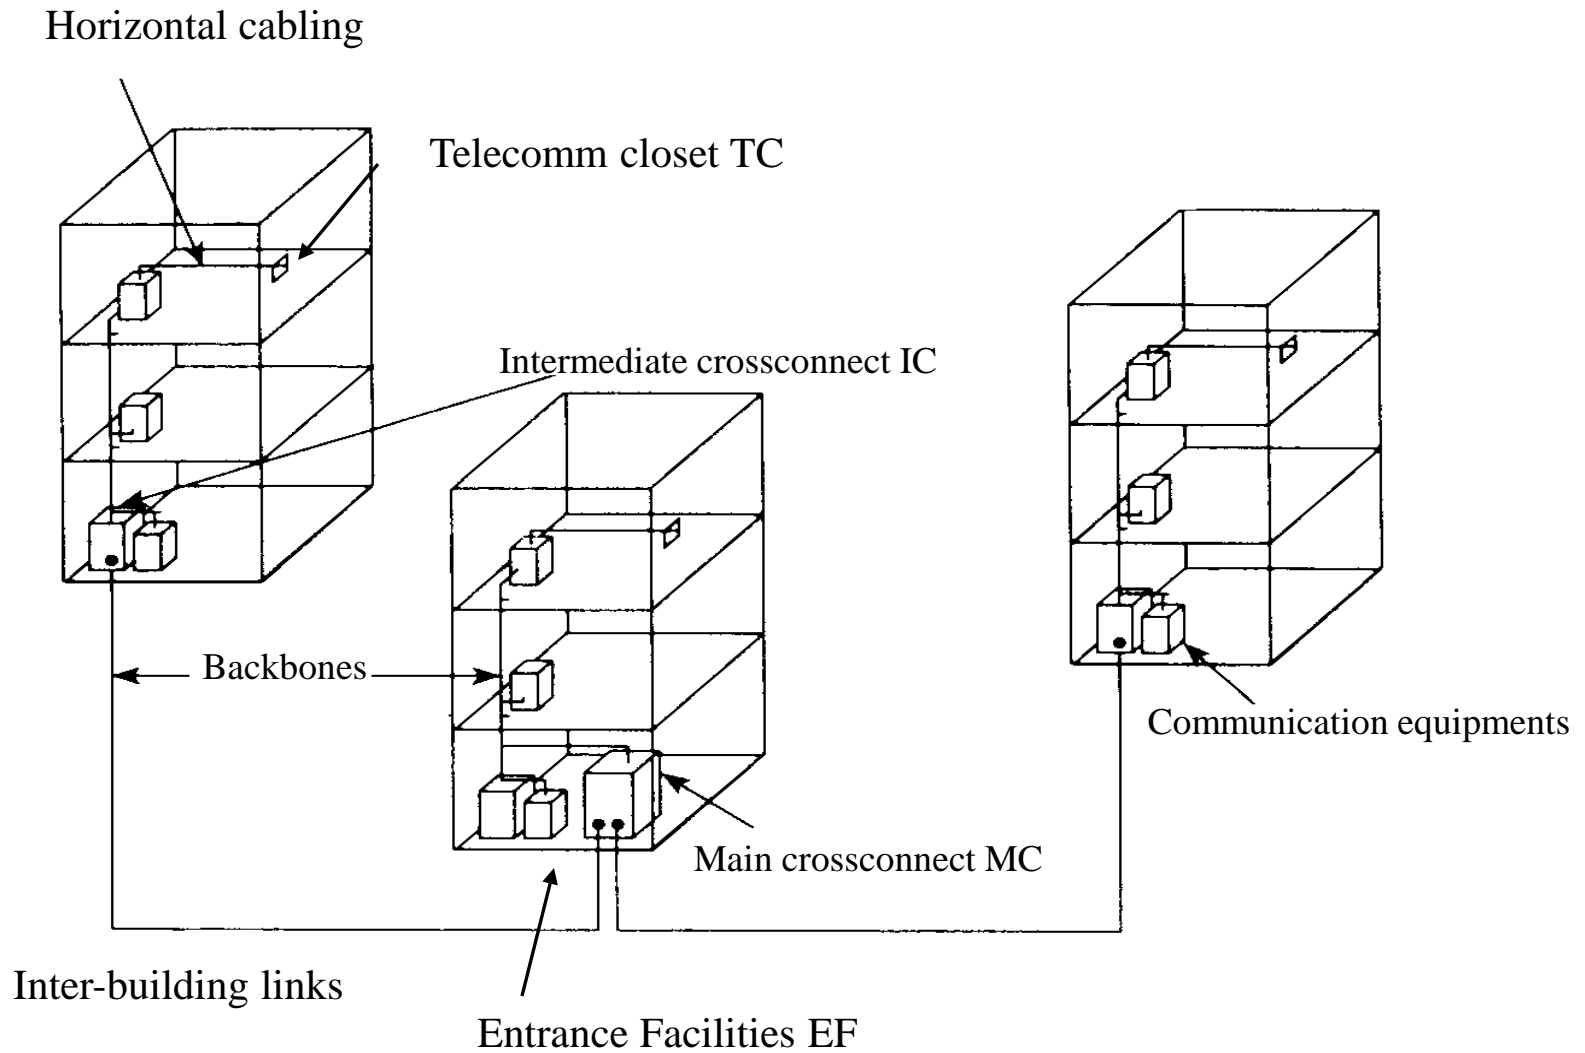 Horizontal cabling
Telecomm closet TC
Intermediate crossconnect IC
Backbones
Communication equipments
Main crossconnect MC
Inter-building links
Entrance Facilities EF